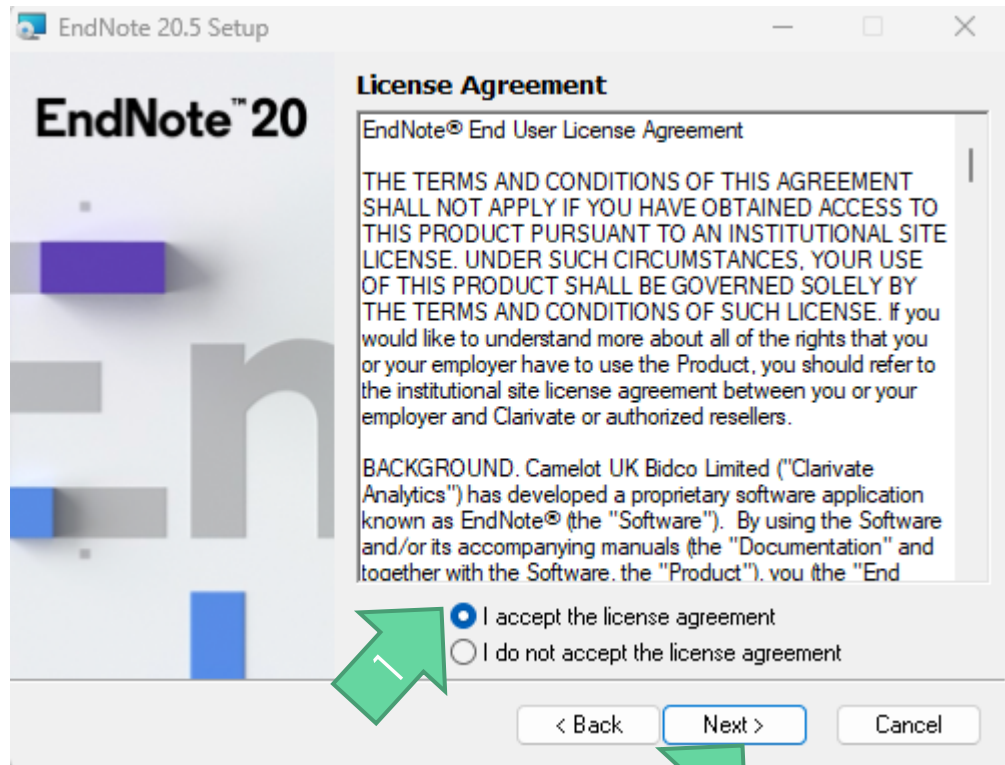 EndNote 20.5 Setup
EndNote™ 20
License Agreement
EndNote® End User License Agreement
THE TERMS AND CONDITIONS OF THIS AGREEMENT
SHALL NOT APPLY IF YOU HAVE OBTAINED ACCESS TO
THIS PRODUCT PURSUANT TO AN INSTITUTIONAL SITE
LICENSE. UNDER SUCH CIRCUMSTANCES, YOUR USE
OF THIS PRODUCT SHALL BE GOVERNED SOLELY BY
THE TERMS AND CONDITIONS OF SUCH LICENSE. If you
would like to understand more about all of the rights that you
or your employer have to use the Product, you should refer to
the institutional site license agreement between you or your
employer and Clarivate or authorized resellers.
BACKGROUND. Camelot UK Bidco Limited ("Clarivate
Analytics") has developed a proprietary software application
known as EndNote® (the "Software"). By using the Software
and/or its accompanying manuals (the "Documentation" and
together with the Software, the "Product"), you (the "End
I accept the license agreement
I do not accept the license agreement
1
< Back Next > Cancel
En